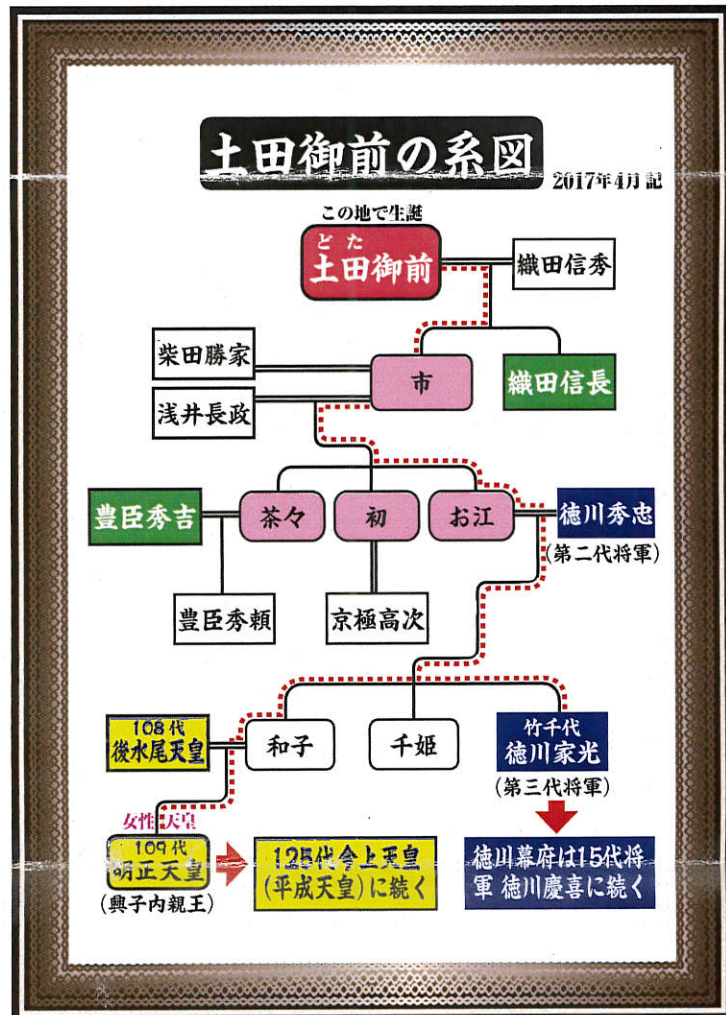 土田御前の系図
2017年4月 記
この地で生誕
どた
土田御前
織田信秀
柴田勝家
市
織田信長
浅井長政
豊臣秀吉
茶々
初
お江
徳川秀忠
(第二代将軍)
豊臣秀頼
京極高次
108代
後水尾天皇
和子
千姫
竹千代
徳川家光
(第三代将軍)
女性 天皇
109代
明正天皇
(興子内親王)
125代今上天皇
(平成天皇)に続く
徳川幕府は15代将
軍 徳川慶喜に続く